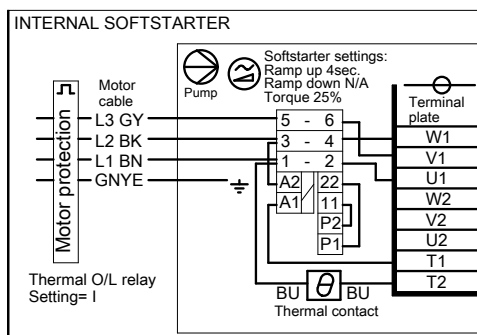 INTERNAL SOFTSTARTER
Softstarter settings:
Ramp up 4sec.
Ramp down N/A
Torque 25%
Pump
Motor
cable
Terminal
plate
Motor protection
L3 GY
L2 BK
L1 BN
GNYE
5 - 6
3 - 4
1 - 2
A2 22
A1 11
P2
P1
W1
V1
U1
W2
V2
U2
T1
T2
Thermal O/L relay
Setting= I
BU θ BU
Thermal contact